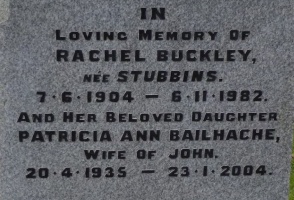 IN
LOVING MEMORY OF
RACHEL BUCKLEY,
NÉE STUBBINS.
7·6·1904 — 6·11·1982.
AND HER BELOVED DAUGHTER
PATRICIA ANN BAILHACHE,
WIFE OF JOHN.
20·4·1935 — 23·1·2004.